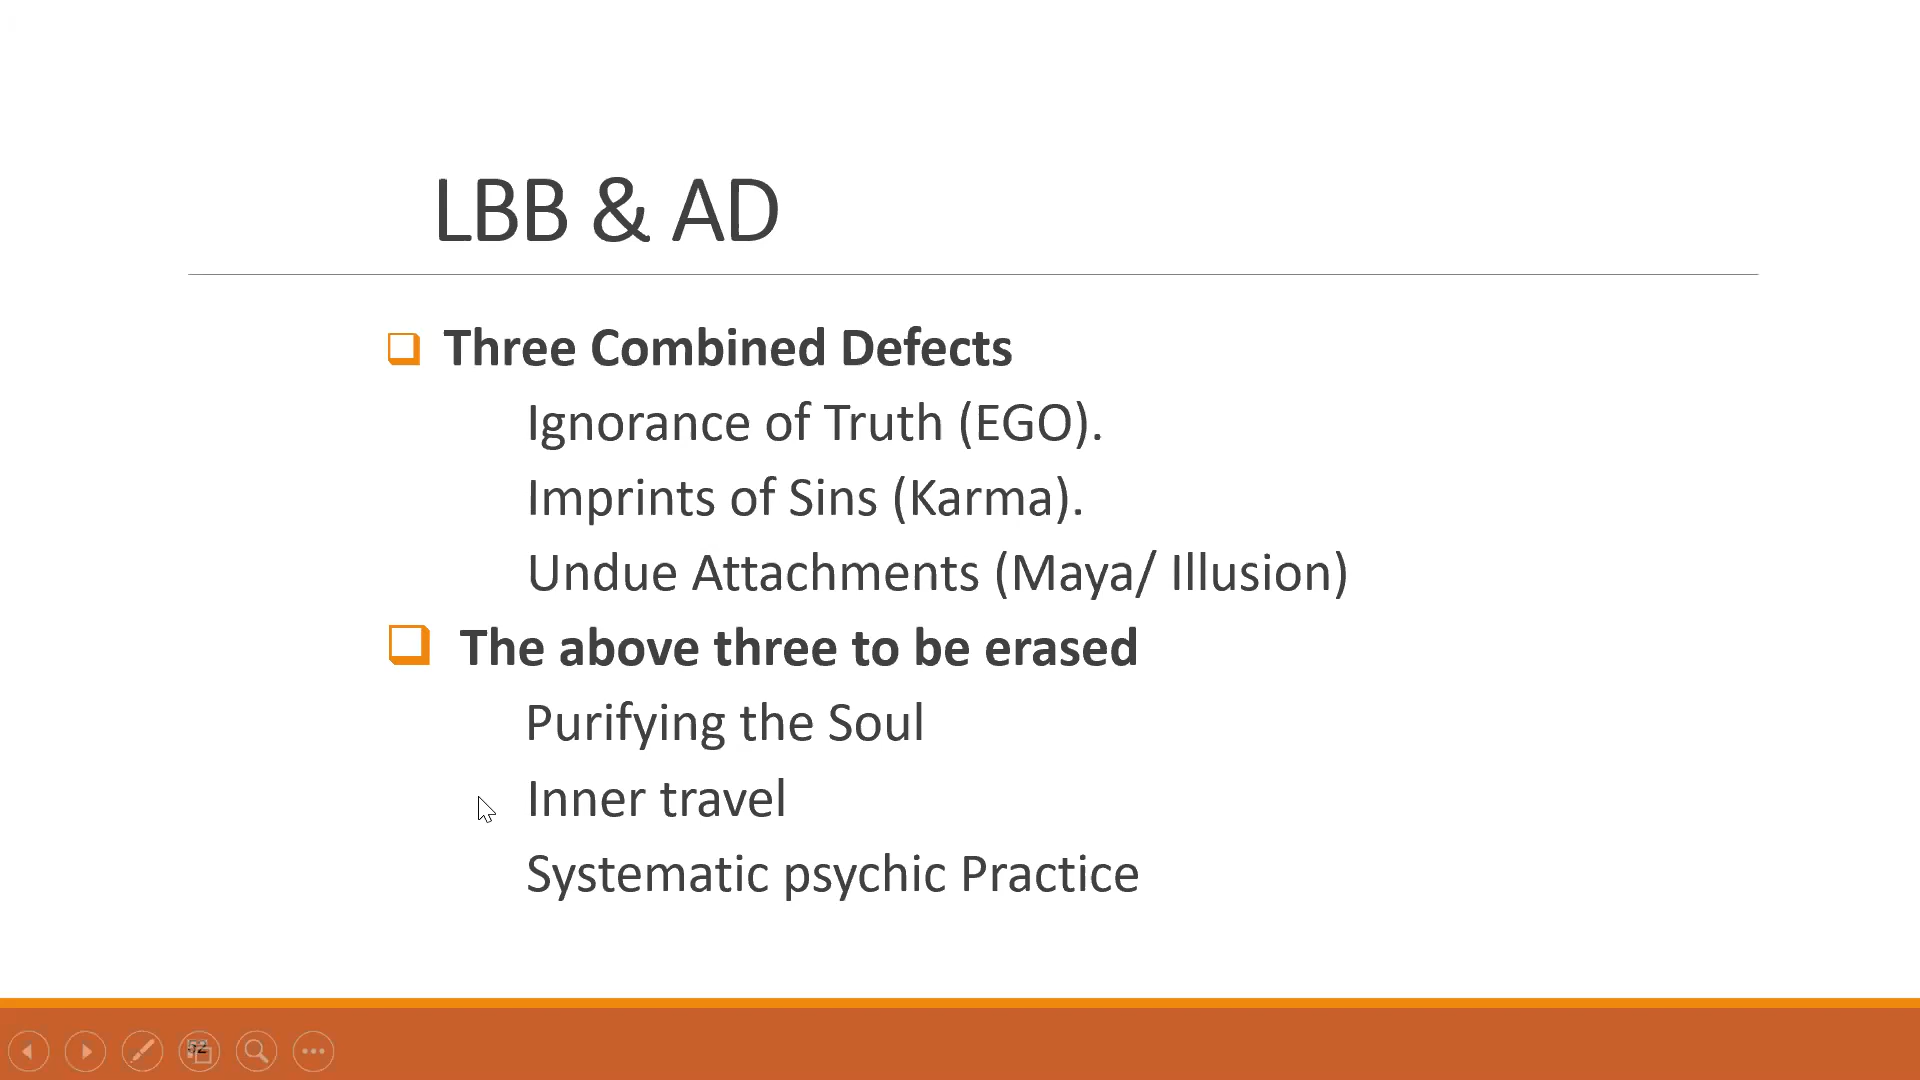 LBB & AD
Three Combined Defects
Ignorance of Truth (EGO).
Imprints of Sins (Karma).
Undue Attachments (Maya/ Illusion)
The above three to be erased
Purifying the Soul
Inner travel
Systematic psychic Practice